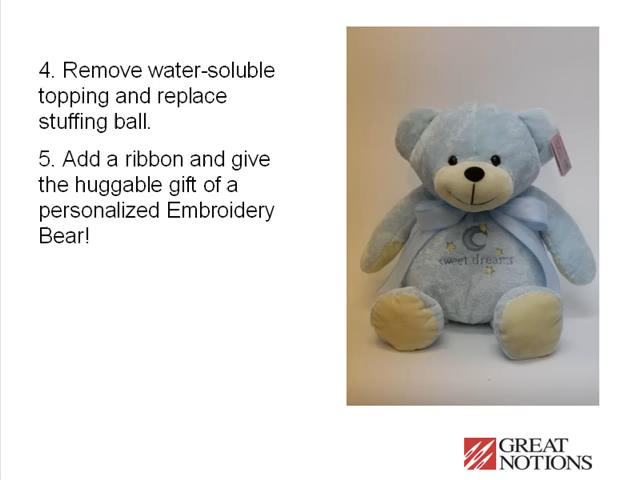 4. Remove water-soluble
topping and replace
stuffing ball.
5. Add a ribbon and give
the huggable gift of a
personalized Embroidery
Bear!
sweet dreams
GREAT
NOTIONS